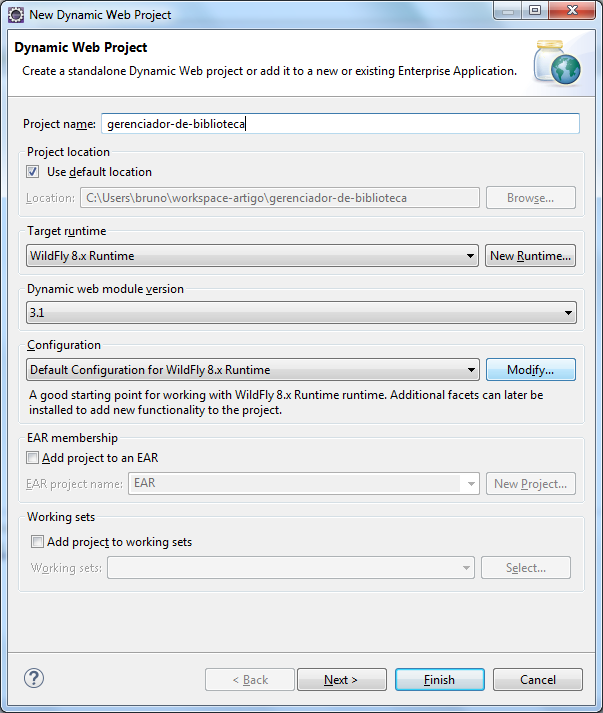 New Dynamic Web Project
Dynamic Web Project
Create a standalone Dynamic Web project or add it to a new or existing Enterprise Application.
Project name: gerenciador-de-biblioteca
Project location
Use default location
Location: C:\Users\bruno\workspace-artigo\gerenciador-de-biblioteca Browse...
Target runtime
WildFly 8.x Runtime New Runtime...
Dynamic web module version
3.1
Configuration
Default Configuration for WildFly 8.x Runtime Modify...
A good starting point for working with WildFly 8.x Runtime runtime. Additional facets can later be
installed to add new functionality to the project.
EAR membership
Add project to an EAR
EAR project name: EAR New Project...
Working sets
Add project to working sets
Working sets: Select...
? < Back Next > Finish Cancel